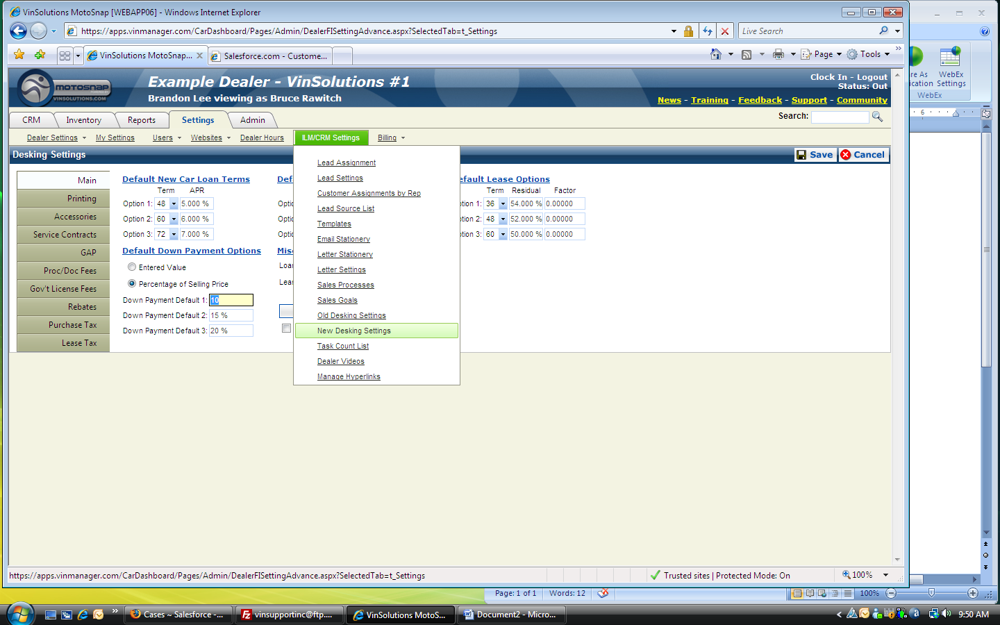 VinSolutions MotoSnap [WEBAPP06] - Windows Internet Explorer
https://apps.vinmanager.com/CarDashboard/Pages/Admin/DealerFISettingAdvance.aspx?SelectedTab=t_Settings
Live Search
VinSolutions MotoSnap...
Salesforce.com - Custome...
Page
Tools
re As WebEx
ication Settings
WebEx
MOTOSNAP
VINSOLUTIONS.COM
Example Dealer - VinSolutions #1
Brandon Lee viewing as Bruce Rawitch
Clock In - Logout
Status: Out
News - Training - Feedback - Support - Community
CRM Inventory Reports Settings Admin
Search:
6
Dealer Settings My Settings Users Websites Dealer Hours ILM/CRM Settings Billing
Desking Settings
Save Cancel
Main
Printing
Accessories
Service Contracts
GAP
Proc/Doc Fees
Gov't License Fees
Rebates
Purchase Tax
Lease Tax
Default New Car Loan Terms
Term APR
Option 1: 48 5.000 %
Option 2: 60 6.000 %
Option 3: 72 7.000 %
Default Down Payment Options
Entered Value
Percentage of Selling Price
Down Payment Default 1: 10
Down Payment Default 2: 15 %
Down Payment Default 3: 20 %
Def
Optic
Optic
Optic
Misc
Loar
Leas
Lead Assignment
Lead Settings
Customer Assignments by Rep
Lead Source List
Templates
Email Stationery
Letter Stationery
Letter Settings
Sales Processes
Sales Goals
Old Desking Settings
New Desking Settings
Task Count List
Dealer Videos
Manage Hyperlinks
efault Lease Options
Term Residual Factor
tion 1: 36 54.000 % 0.00000
tion 2: 48 52.000 % 0.00000
tion 3: 60 50.000 % 0.00000
https://apps.vinmanager.com/CarDashboard/Pages/Admin/DealerFISettingAdvance.aspx?SelectedTab=t_Settings
Trusted sites | Protected Mode: On
100%
Page: 1 of 1 Words: 12
100%
Cases ~ Salesforce -...
vinsupportinc@ftp....
VinSolutions MotoS...
Document2 - Micro...
9:50 AM